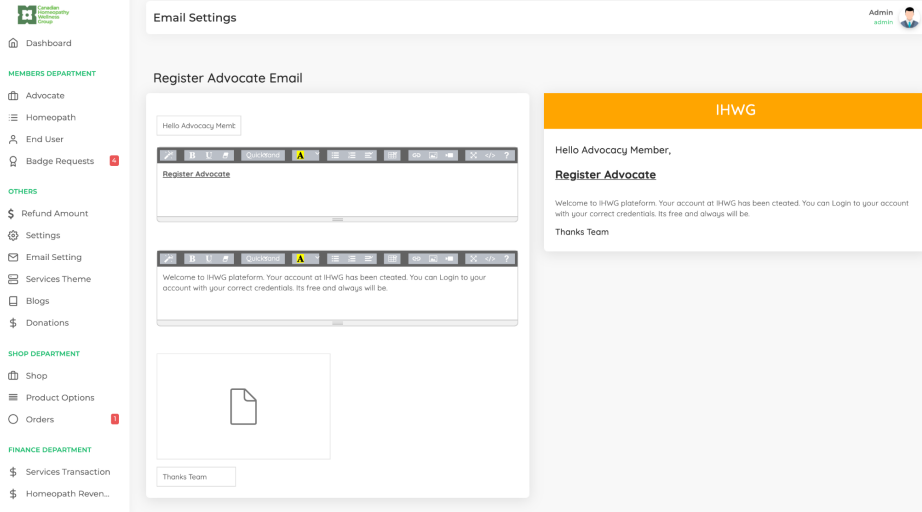 Canadian
Homeopathy
Wellness
Group
Email Settings
Admin
admin
Dashboard
MEMBERS DEPARTMENT
Advocate
Homeopath
End User
Badge Requests 4
OTHERS
Refund Amount
Settings
Email Setting
Services Theme
Blogs
Donations
SHOP DEPARTMENT
Shop
Product Options
Orders 1
FINANCE DEPARTMENT
Services Transaction
Homeopath Reven...
Register Advocate Email
Hello Advocacy Memb
B U Quicksand A </> ?
Register Advocate
B U Quicksand A </> ?
Welcome to IHWG plateform. Your account at IHWG has been cteated. You can Login to your
account with your correct credentials. Its free and always will be.
Thanks Team
IHWG
Hello Advocacy Member,
Register Advocate
Welcome to IHWG plateform. Your account at IHWG has been cteated. You can Login to your account
with your correct credentials. Its free and always will be.
Thanks Team